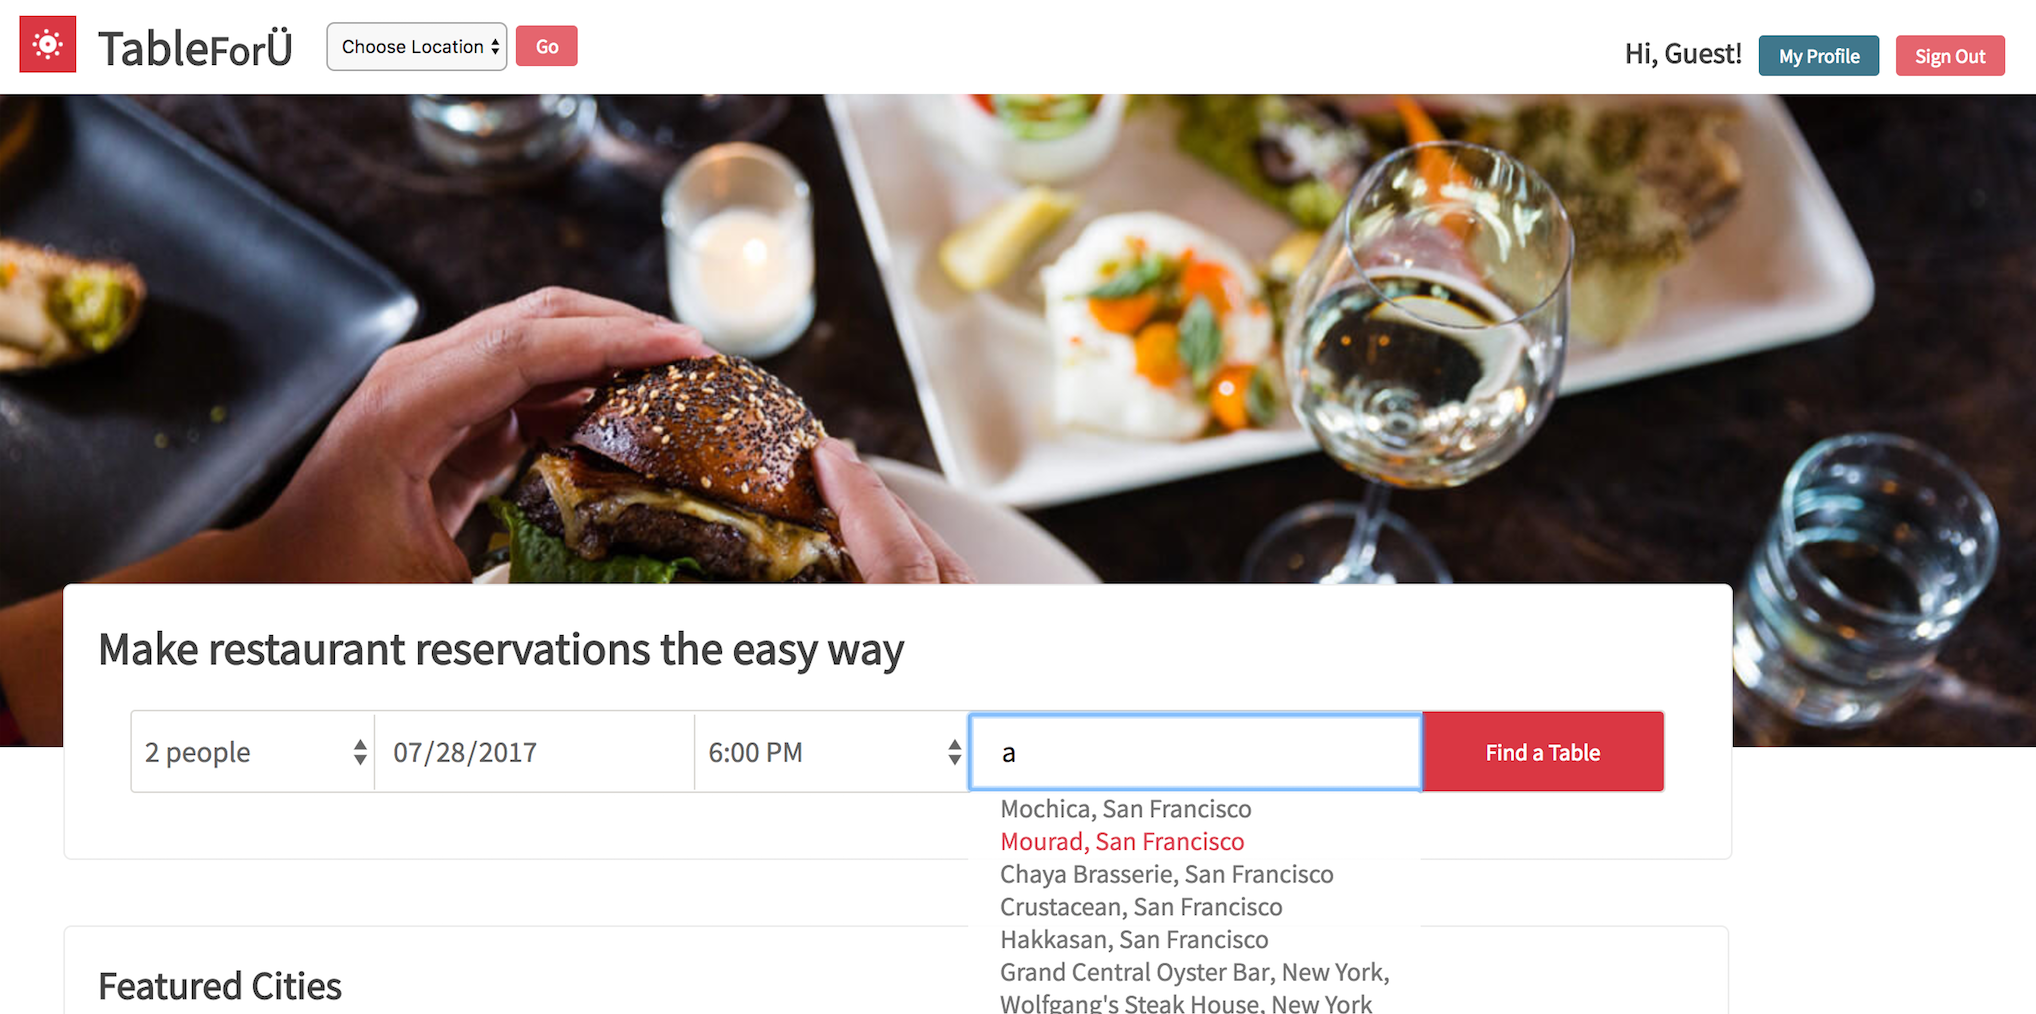 TableForÜ
Choose Location
Go
Hi, Guest!
My Profile
Sign Out
Make restaurant reservations the easy way
2 people
07/28/2017
6:00 PM
a
Find a Table
Mochica, San Francisco
Mourad, San Francisco
Chaya Brasserie, San Francisco
Crustacean, San Francisco
Hakkasan, San Francisco
Grand Central Oyster Bar, New York,
Wolfgang's Steak House, New York
Featured Cities